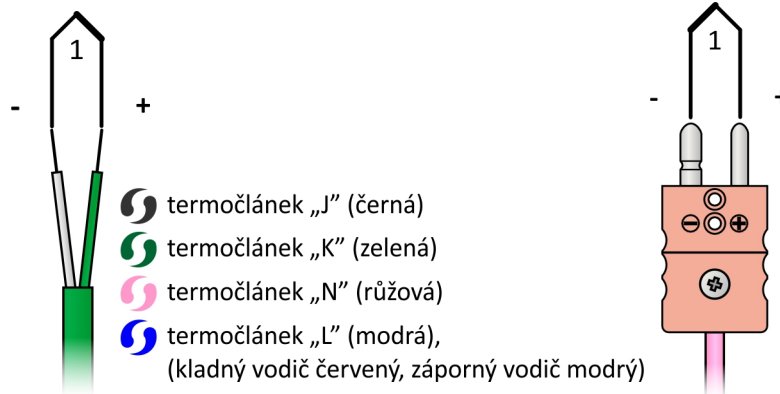 1
1
- +
- -
termočlánek „J” (černá)
termočlánek „K” (zelená)
termočlánek „N” (růžová)
termočlánek „L” (modrá),
(kladný vodič červený, záporný vodič modrý)